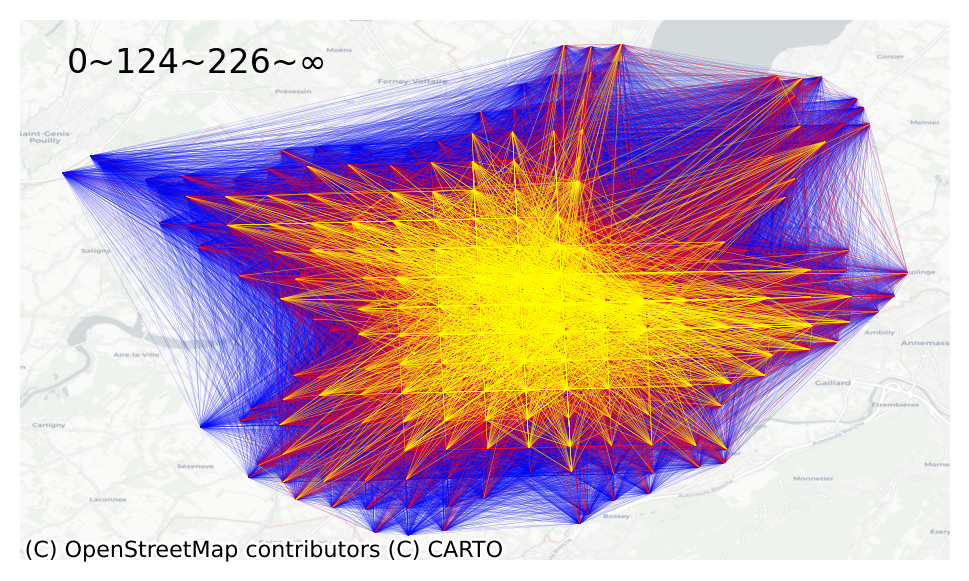 0~124~226~∞
Moëns
Corsier
Ferney-Voltaire
Prévessin
Meinier
Saint-Genis-
Pouilly
Satigny
Ambilly
Annemass
Aire-la-Ville
Gaillard
Étrembières
Cartigny
Sézenove
Monnetier
Laconnex
Bossey
(C) OpenStreetMap contributors (C) CARTO